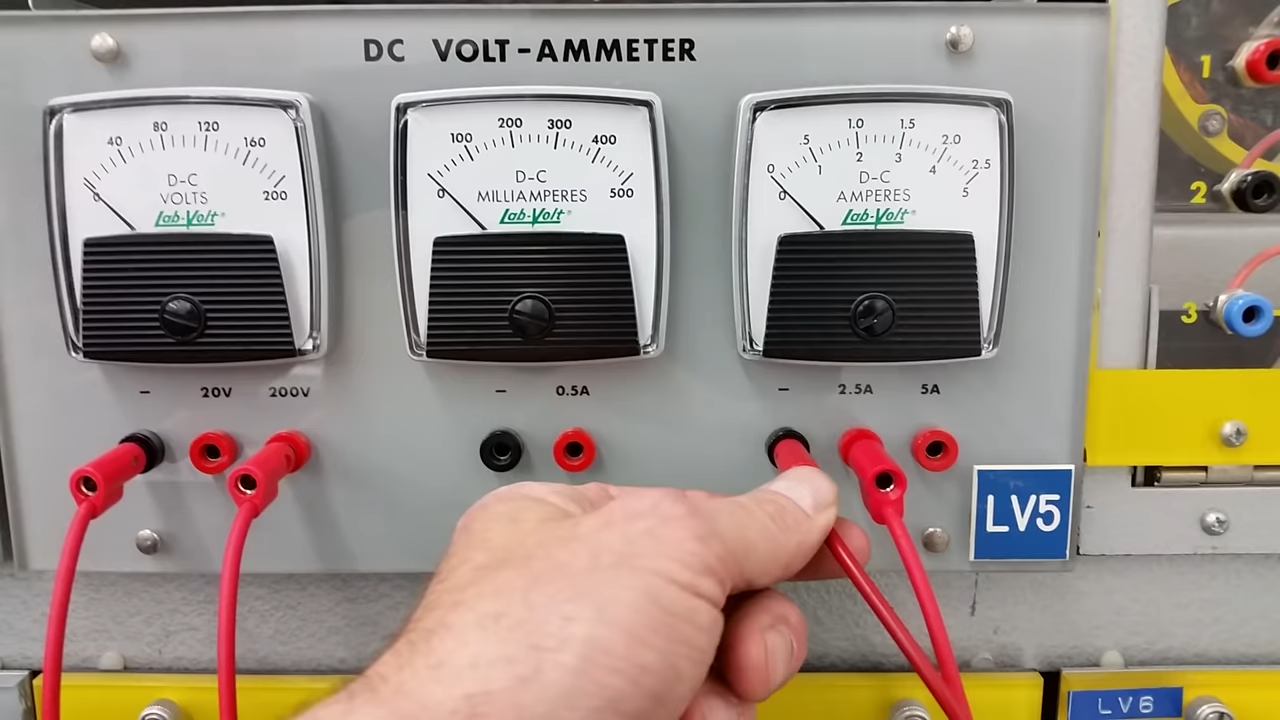 DC VOLT-AMMETER
0 40 80 120 160 200
D-C
VOLTS
Lab-Volt®
0 100 200 300 400 500
D-C
MILLIAMPERES
Lab-Volt®
0 .5 1.0 1.5 2.0 2.5
0 1 2 3 4 5
D-C
AMPERES
Lab-Volt®
– 20V 200V
– 0.5A
– 2.5A 5A
LV5
1
2
3
LV6